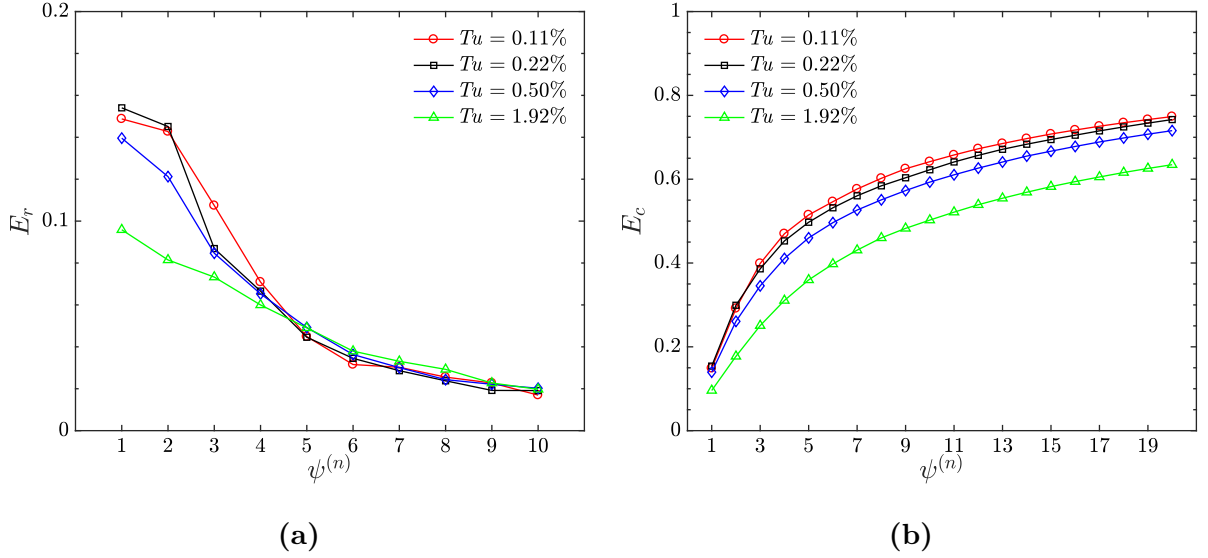 0.2
0.1
0
E_r
1 2 3 4 5 6 7 8 9 10
ψ^{(n)}
Tu = 0.11%
Tu = 0.22%
Tu = 0.50%
Tu = 1.92%
(a)
1
0.8
0.6
0.4
0.2
0
E_c
1 3 5 7 9 11 13 15 17 19
ψ^{(n)}
Tu = 0.11%
Tu = 0.22%
Tu = 0.50%
Tu = 1.92%
(b)